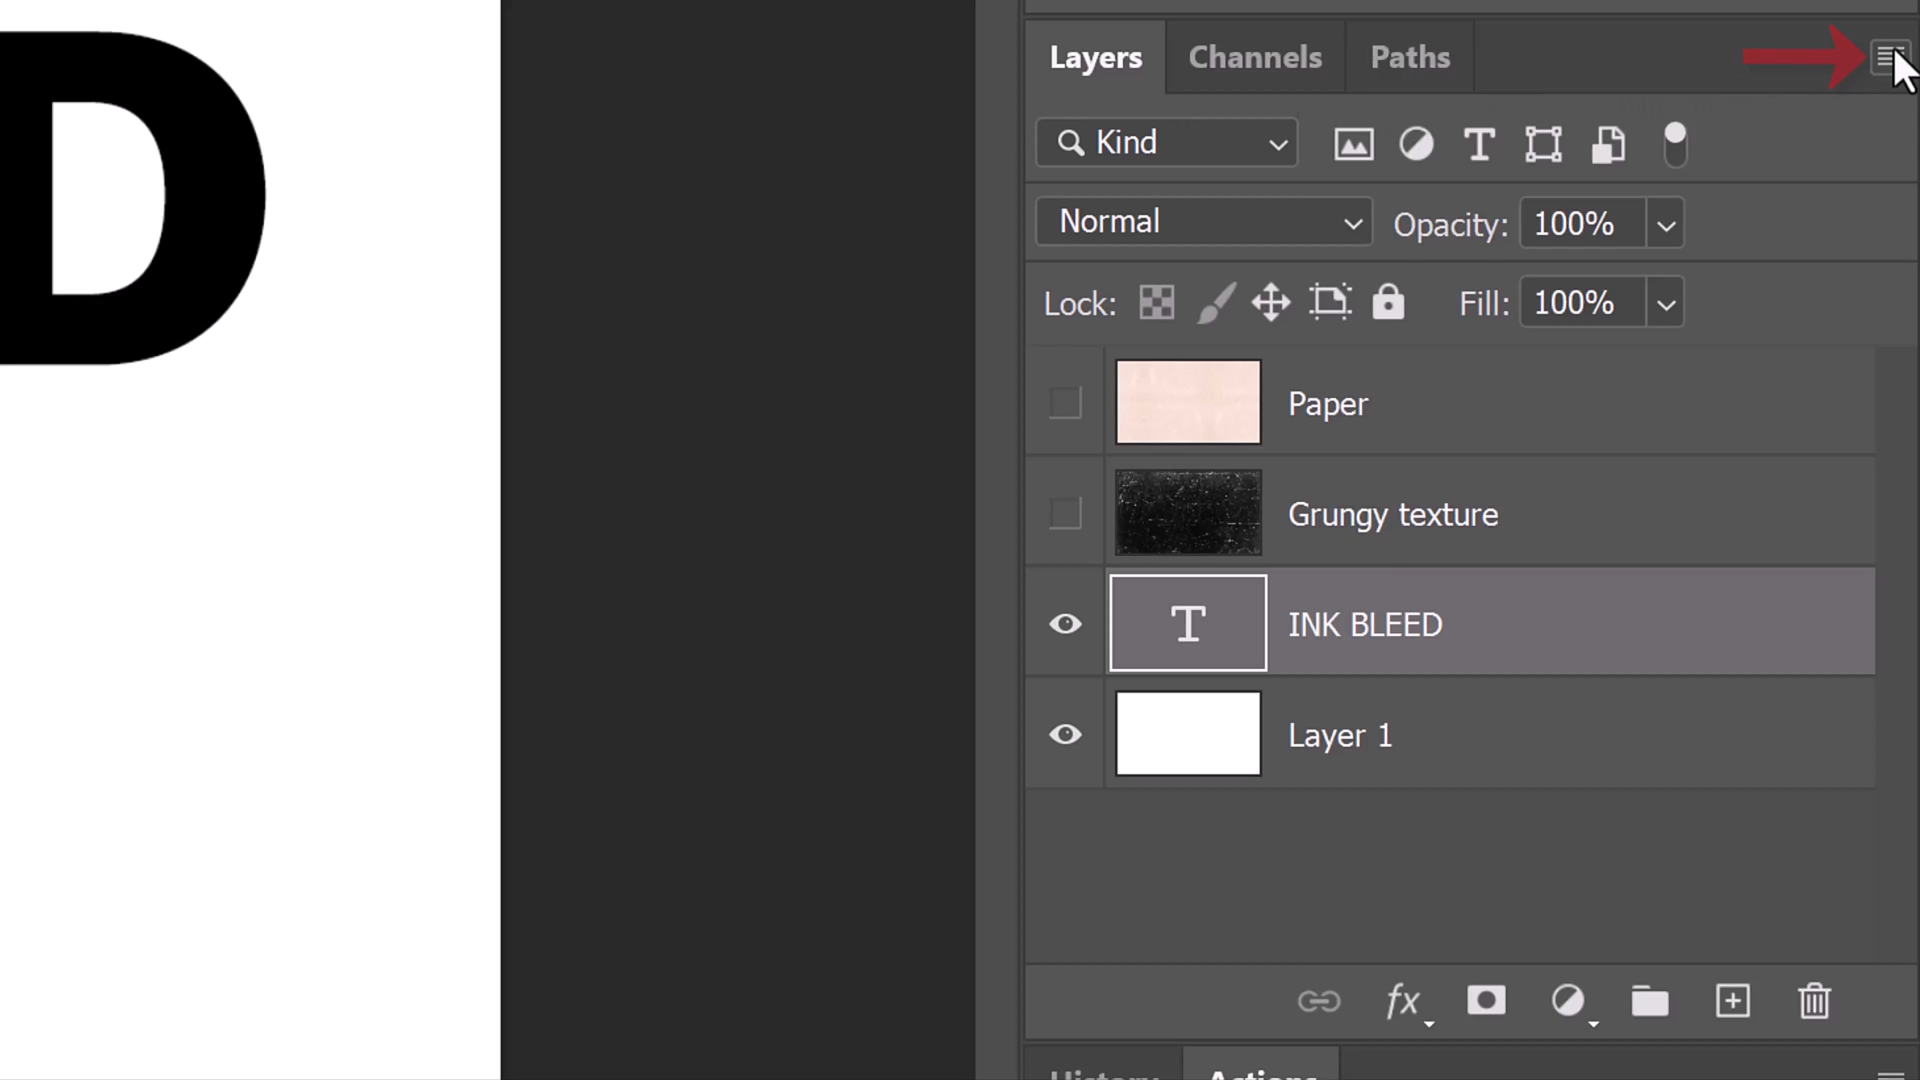 D
Layers Channels Paths
Kind
Normal Opacity: 100%
Lock: Fill: 100%
Paper
Grungy texture
T INK BLEED
Layer 1
fx
History Actions